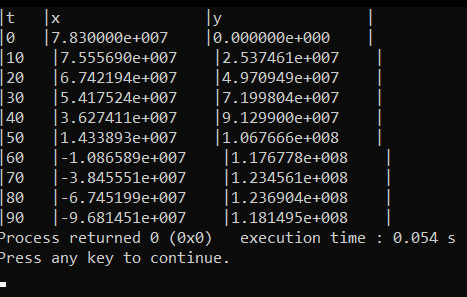 |t   |x                   |y                  |
|0   |7.830000e+007       |0.000000e+000      |
|10   |7.555690e+007       |2.537461e+007      |
|20   |6.742194e+007       |4.970949e+007      |
|30   |5.417524e+007       |7.199804e+007      |
|40   |3.627411e+007       |9.129900e+007      |
|50   |1.433893e+007       |1.067666e+008      |
|60   |-1.086589e+007       |1.176778e+008      |
|70   |-3.845551e+007       |1.234561e+008      |
|80   |-6.745199e+007       |1.236904e+008      |
|90   |-9.681451e+007       |1.181495e+008      |
Process returned 0 (0x0)   execution time : 0.054 s
Press any key to continue.